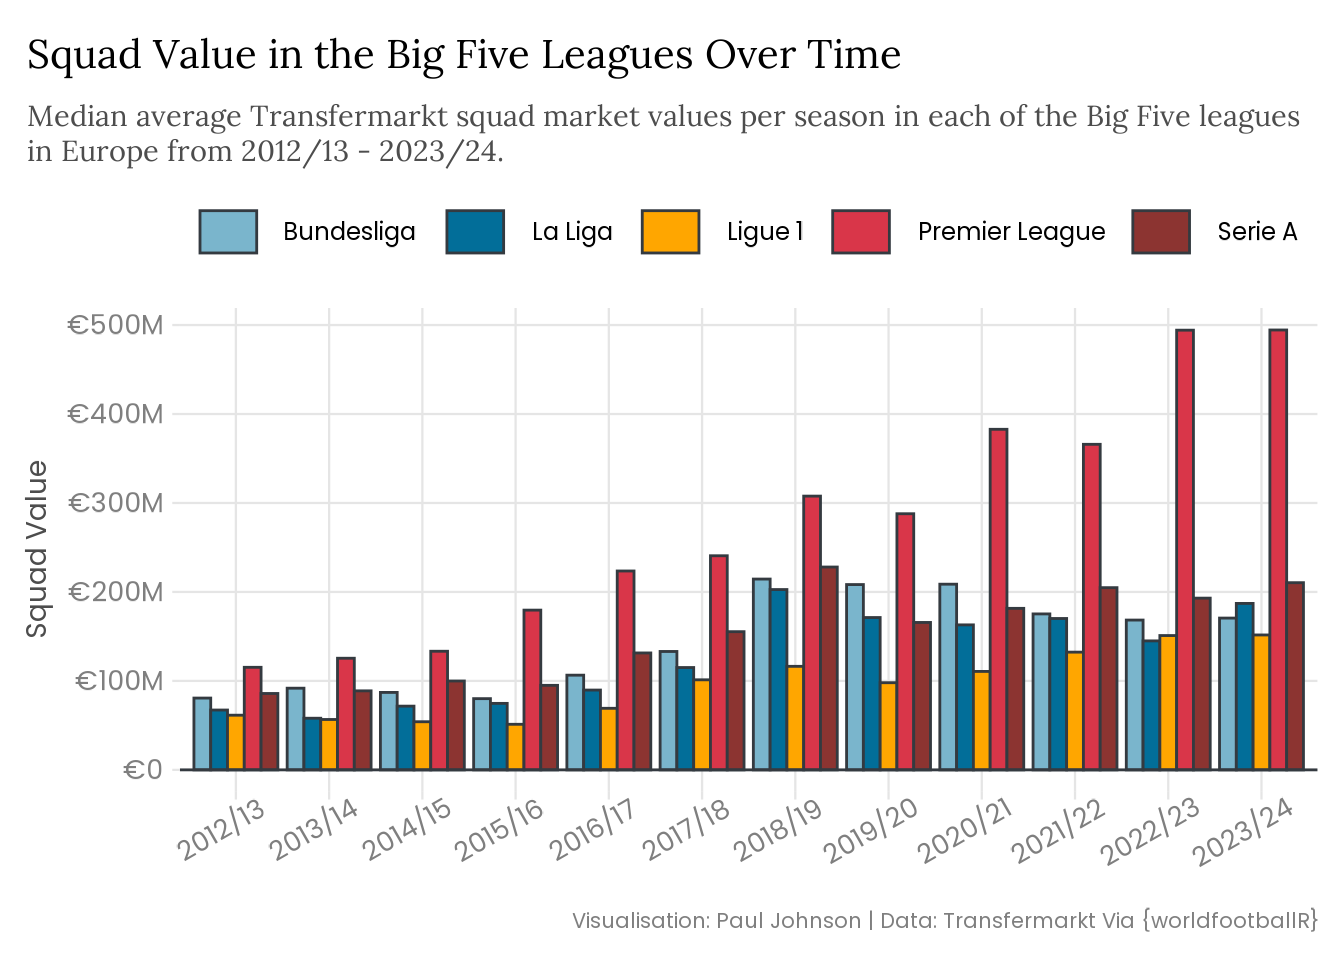 Squad Value in the Big Five Leagues Over Time
Median average Transfermarkt squad market values per season in each of the Big Five leagues
in Europe from 2012/13 - 2023/24.
Bundesliga La Liga Ligue 1 Premier League Serie A
€500M
€400M
€300M
€200M
€100M
€0
Squad Value
2012/13 2013/14 2014/15 2015/16 2016/17 2017/18 2018/19 2019/20 2020/21 2021/22 2022/23 2023/24
Visualisation: Paul Johnson | Data: Transfermarkt Via {worldfootballR}